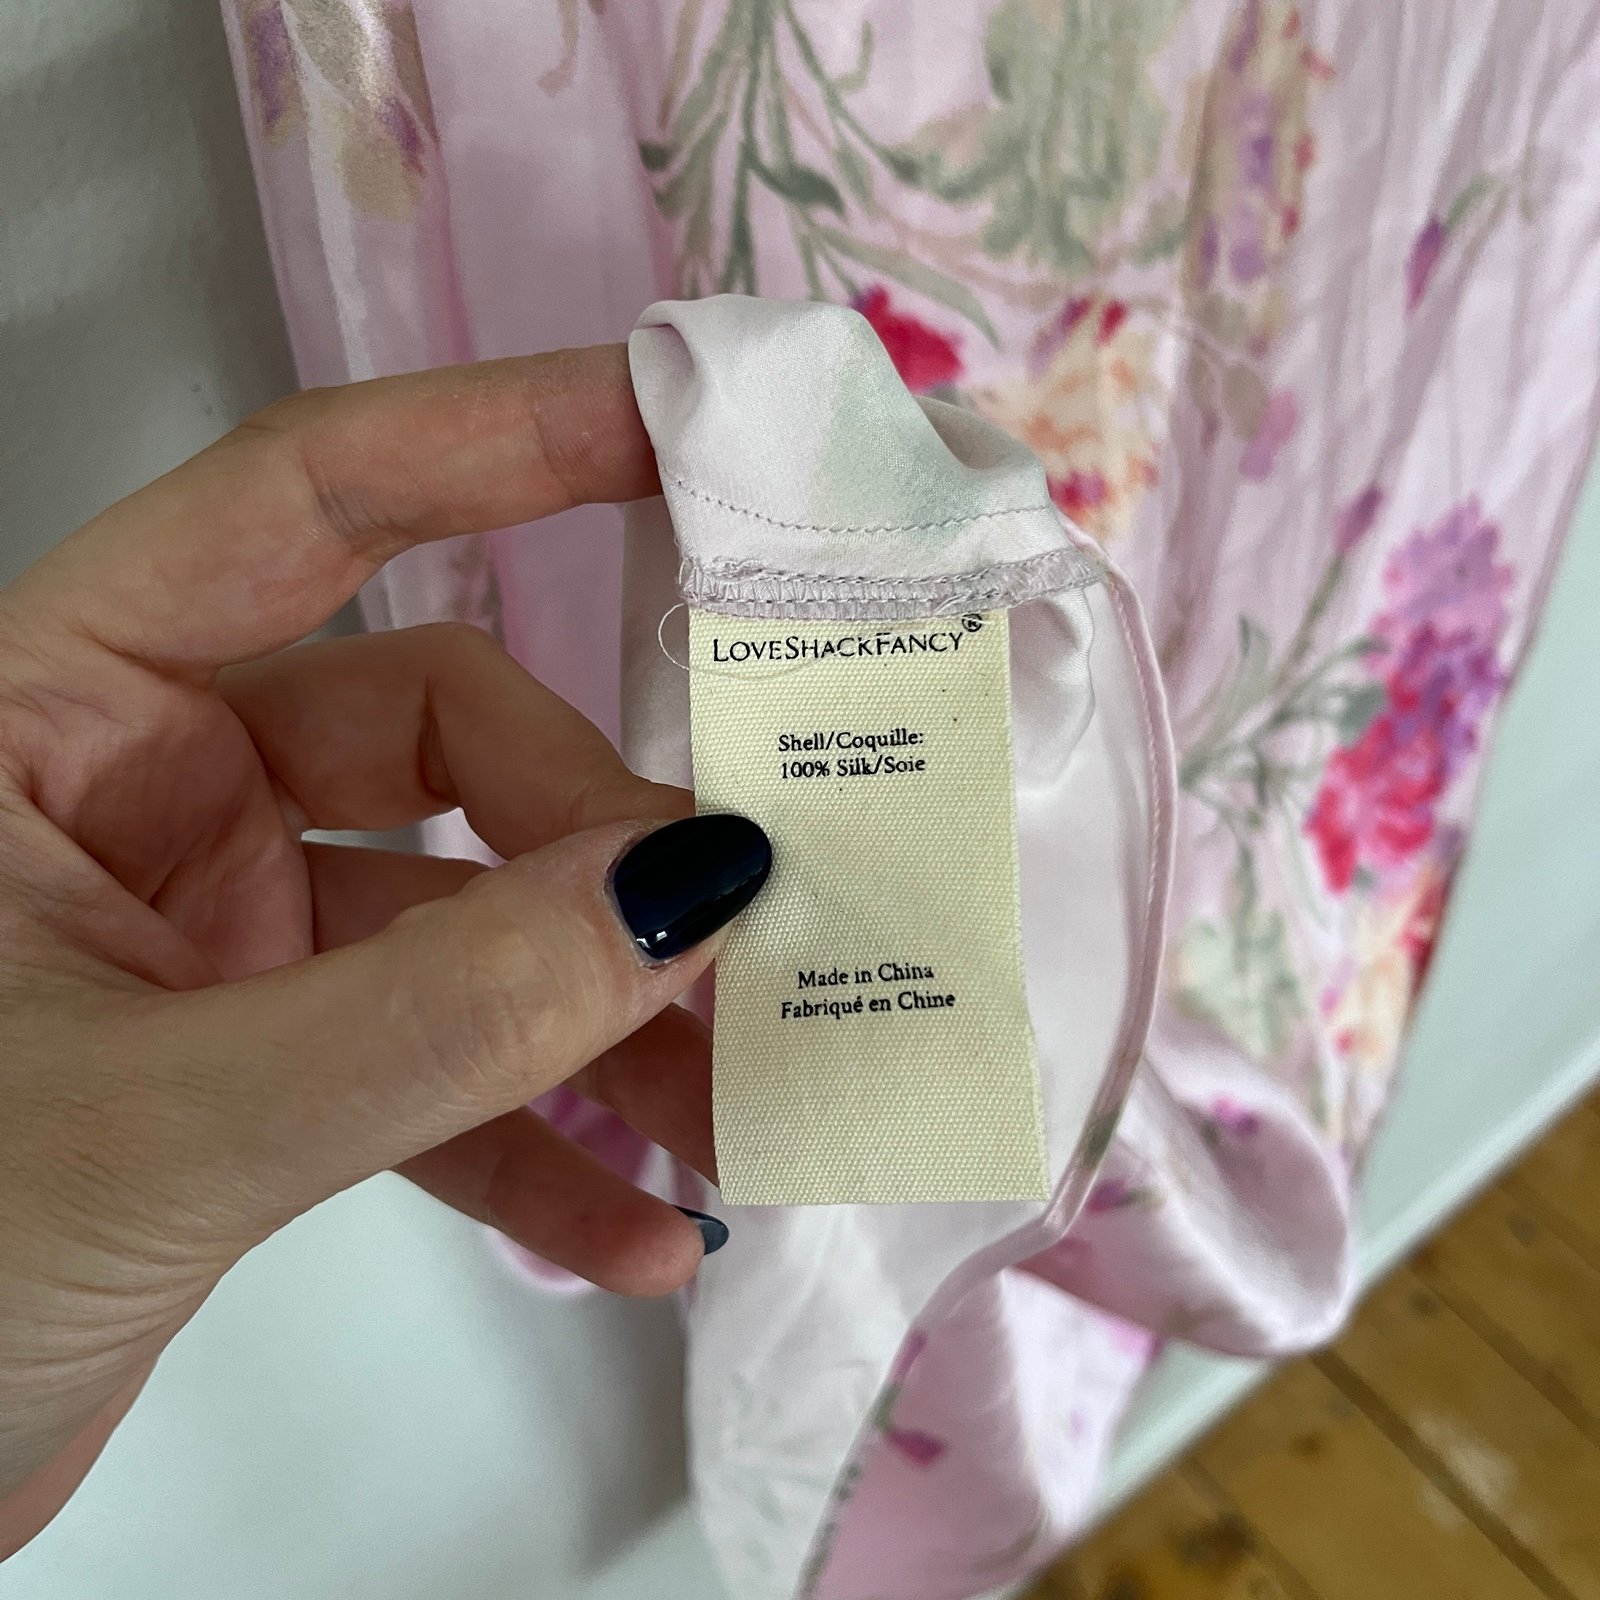 LOVESHACKFANCY®
Shell/Coquille:
100% Silk/Soie
Made in China
Fabriqué en Chine